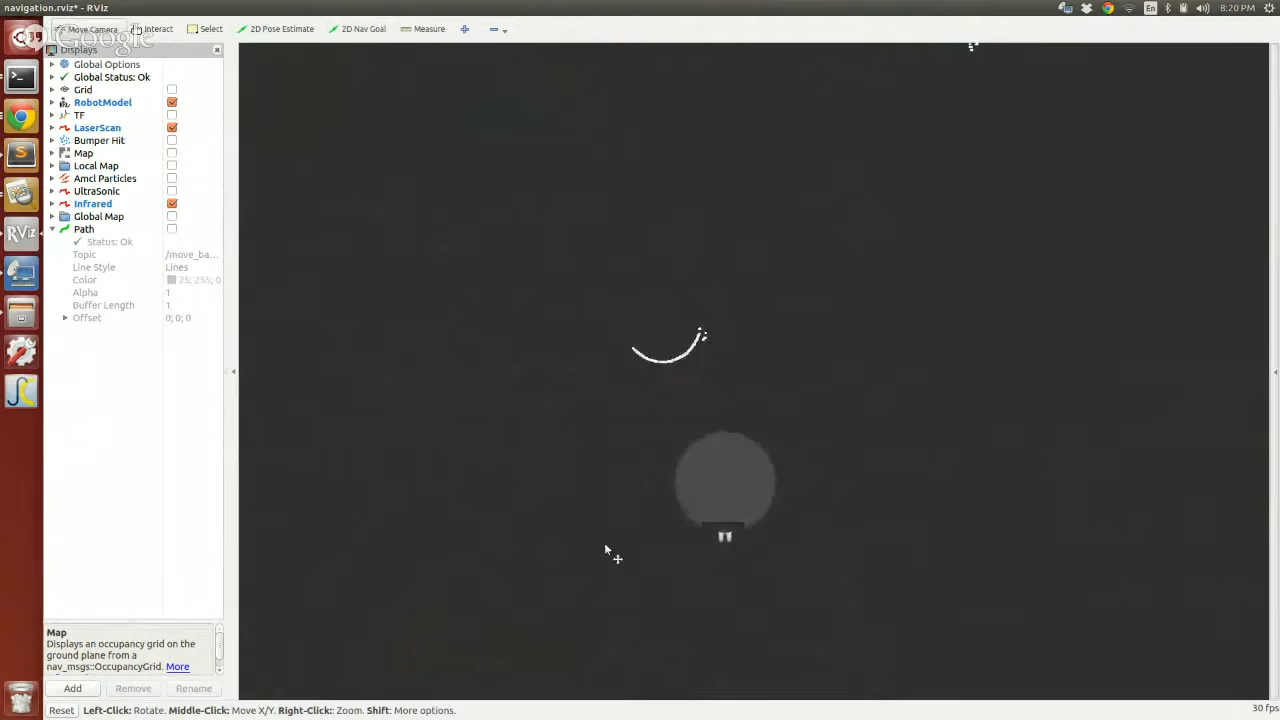 navigation.rviz* - RViz
En
8:20 PM
Google
Move Camera Interact Select 2D Pose Estimate 2D Nav Goal Measure
Displays
Global Options
Global Status: Ok
Grid
RobotModel
TF
LaserScan
Bumper Hit
Map
Local Map
Amcl Particles
UltraSonic
Infrared
Global Map
Path
Status: Ok
Topic /move_ba...
Line Style Lines
Color 25; 255; 0
Alpha 1
Buffer Length 1
Offset 0; 0; 0
RViz
Map
Displays an occupancy grid on the
ground plane from a
nav_msgs::OccupancyGrid. More
Add Remove Rename
Reset Left-Click: Rotate. Middle-Click: Move X/Y. Right-Click:: Zoom. Shift: More options.
30 fps